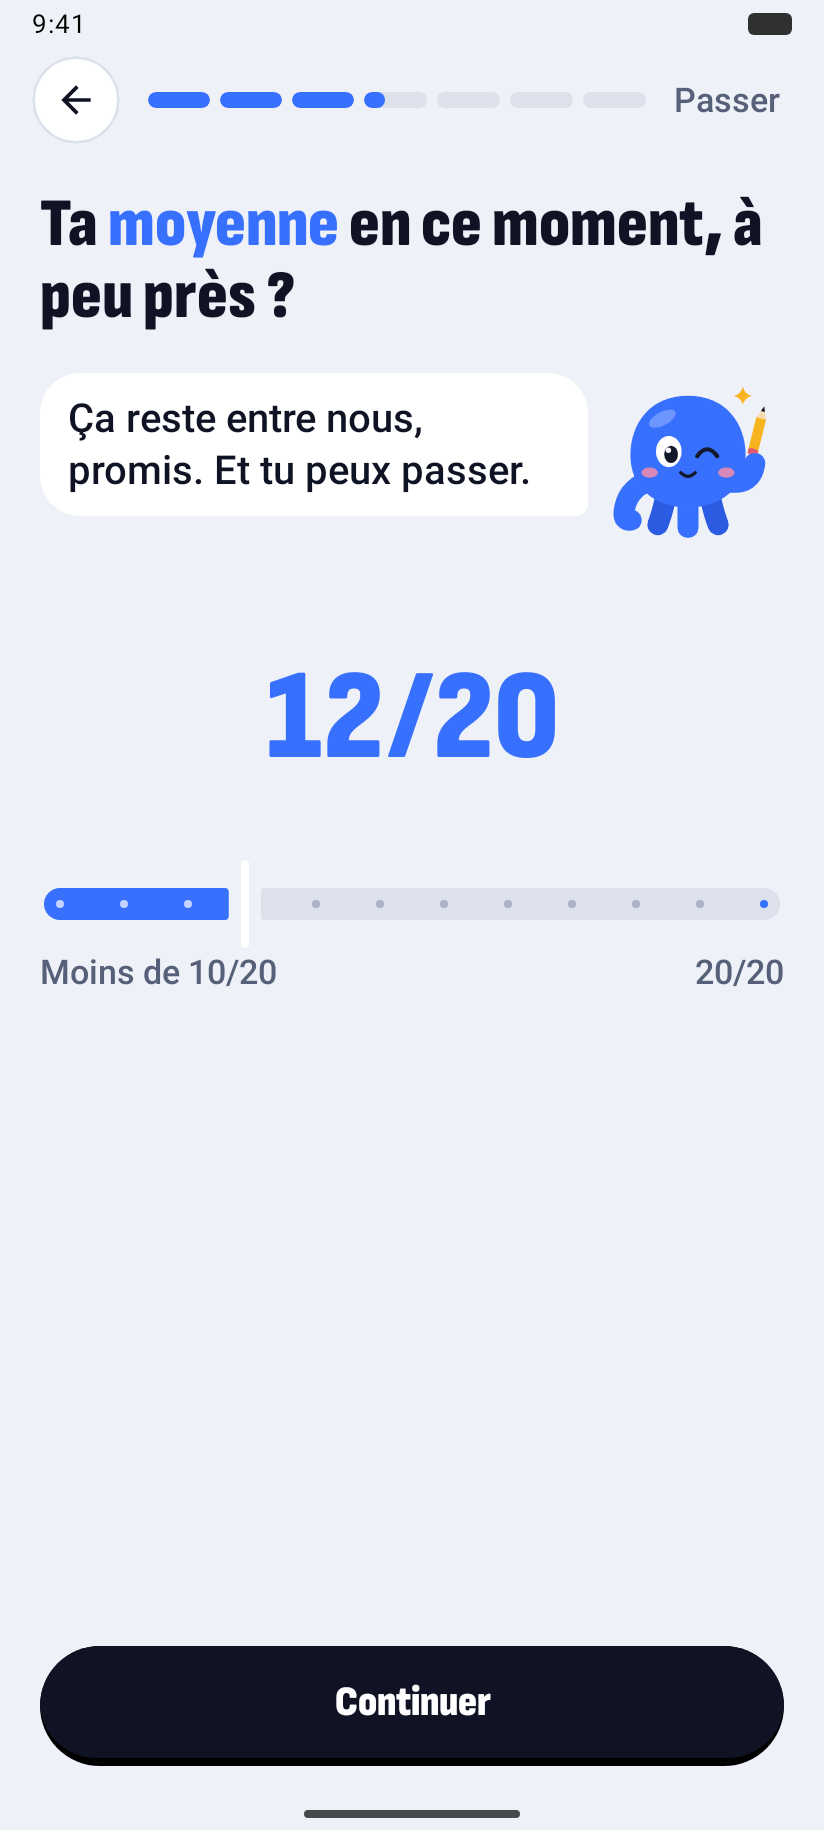 9:41
Passer
Ta moyenne en ce moment, à
peu près ?
Ça reste entre nous,
promis. Et tu peux passer.
12/20
Moins de 10/20
20/20
Continuer